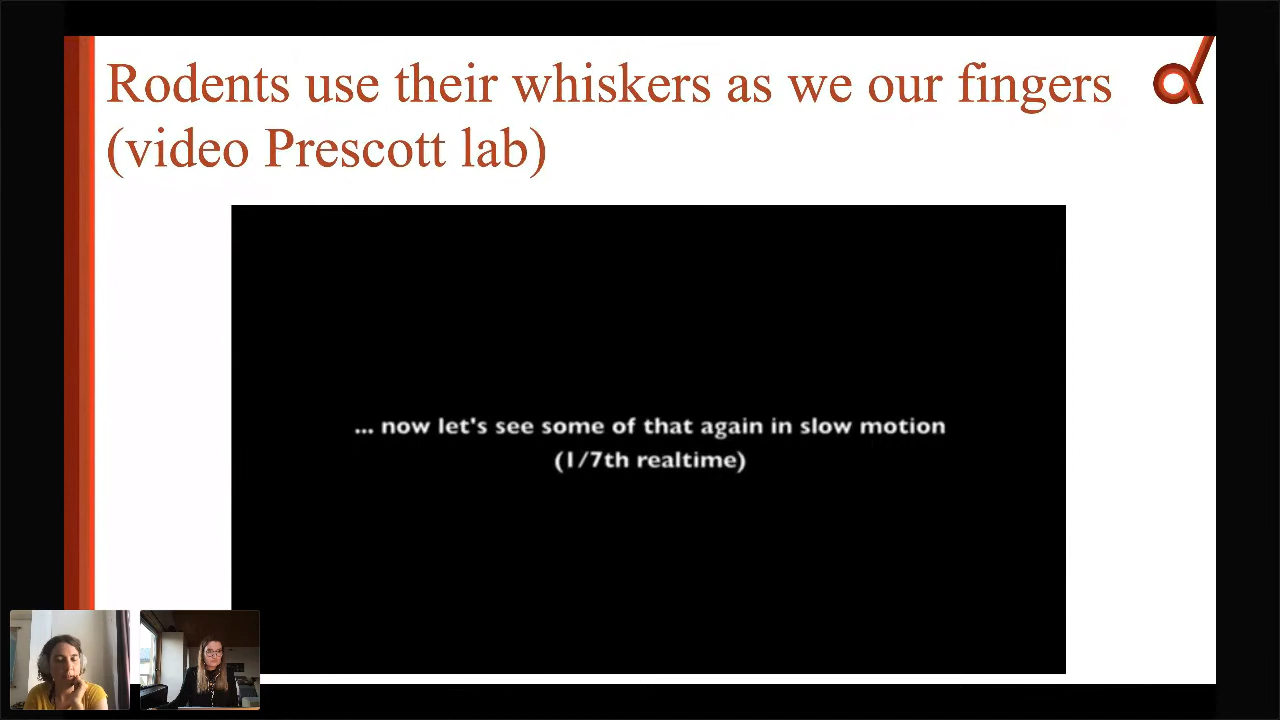 Rodents use their whiskers as we our fingers
(video Prescott lab)
... now let's see some of that again in slow motion
(1/7th realtime)